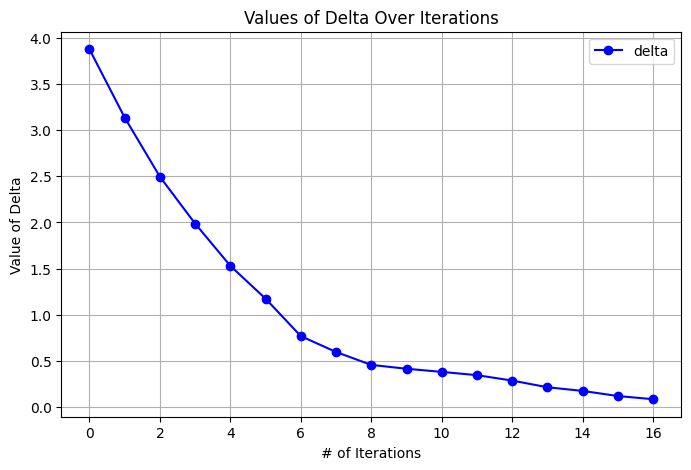 Values of Delta Over Iterations
delta
Value of Delta
4.0
3.5
3.0
2.5
2.0
1.5
1.0
0.5
0.0
0 2 4 6 8 10 12 14 16
# of Iterations